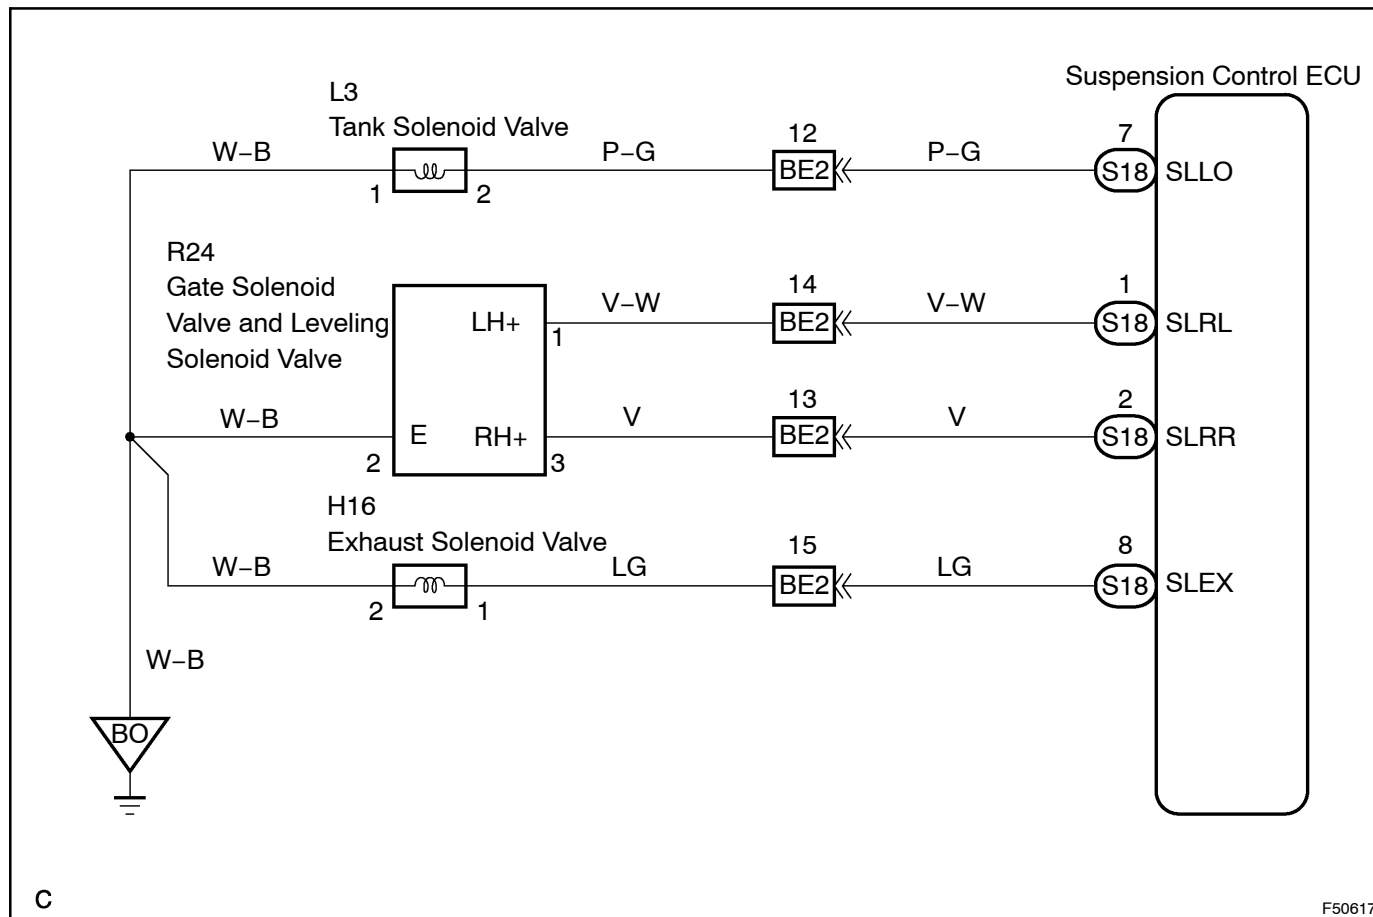 Suspension Control ECU
L3
Tank Solenoid Valve
W–B
1
2
P–G
12
BE2
P–G
7
S18
SLLO
R24
Gate Solenoid
Valve and Leveling
Solenoid Valve
LH+
1
V–W
14
BE2
V–W
1
S18
SLRL
W–B
2
E
RH+
3
V
13
BE2
V
2
S18
SLRR
H16
Exhaust Solenoid Valve
W–B
2
1
LG
15
BE2
LG
8
S18
SLEX
W–B
BO
C
F50617